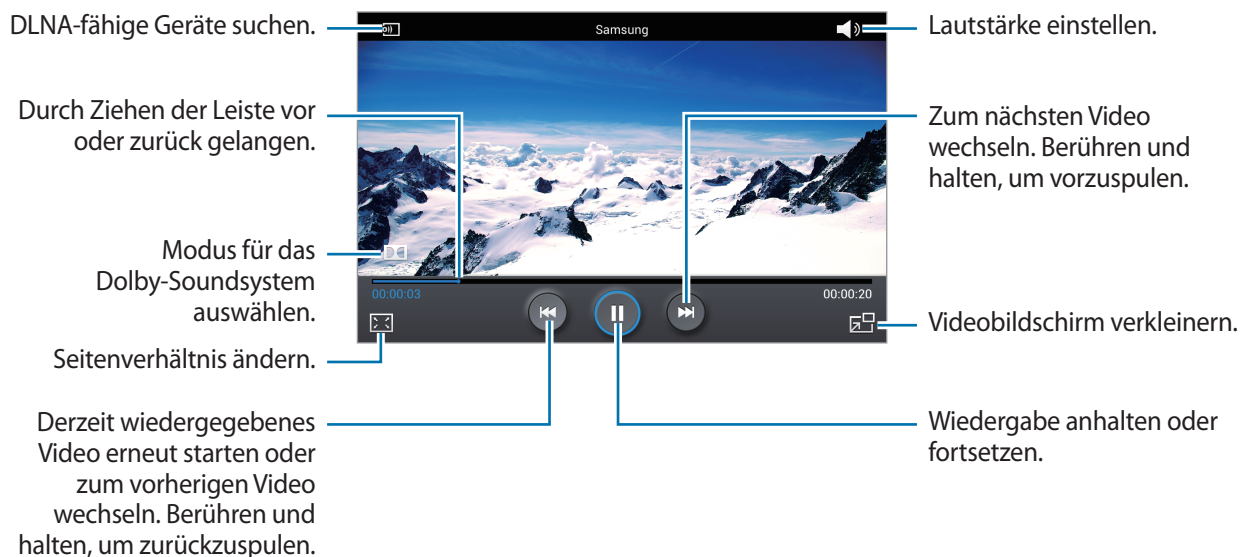 DLNA-fähige Geräte suchen.
Durch Ziehen der Leiste vor
oder zurück gelangen.
Modus für das
Dolby-Soundsystem
auswählen.
Seitenverhältnis ändern.
Derzeit wiedergegebenes
Video erneut starten oder
zum vorherigen Video
wechseln. Berühren und
halten, um zurückzuspulen.
Samsung
00:00:03
00:00:20
Lautstärke einstellen.
Zum nächsten Video
wechseln. Berühren und
halten, um vorzuspulen.
Videobildschirm verkleinern.
Wiedergabe anhalten oder
fortsetzen.